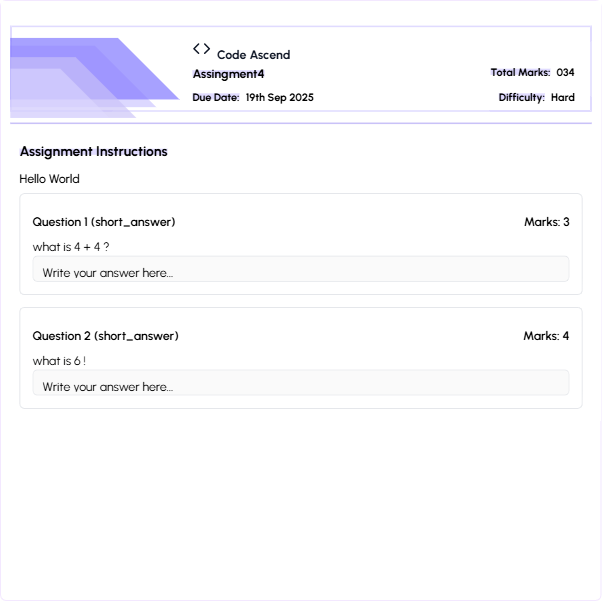 Code Ascend
Assingment4
Total Marks: 034
Due Date: 19th Sep 2025
Difficulty: Hard
Assignment Instructions
Hello World
Question 1 (short_answer)
Marks: 3
what is 4 + 4 ?
Write your answer here...
Question 2 (short_answer)
Marks: 4
what is 6 !
Write your answer here...